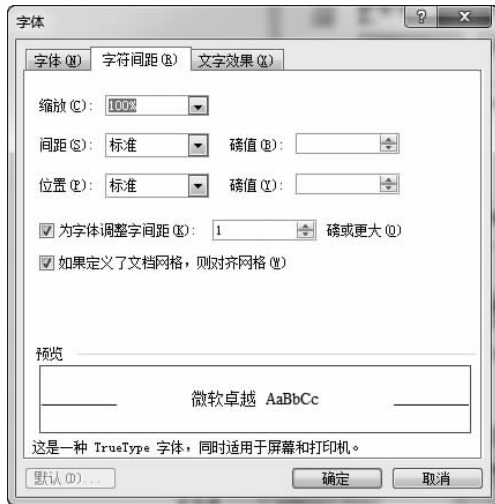 字体
字体(N) 字符间距(R) 文字效果(X)
缩放(C): 100%
间距(S): 标准 磅值(B):
位置(P): 标准 磅值(Y):
为字体调整字间距(K): 1 磅或更大(O)
如果定义了文档网格，则对齐网格(W)
预览
微软卓越 AaBbCc
这是一种 TrueType 字体，同时适用于屏幕和打印机。
默认(D)... 确定 取消